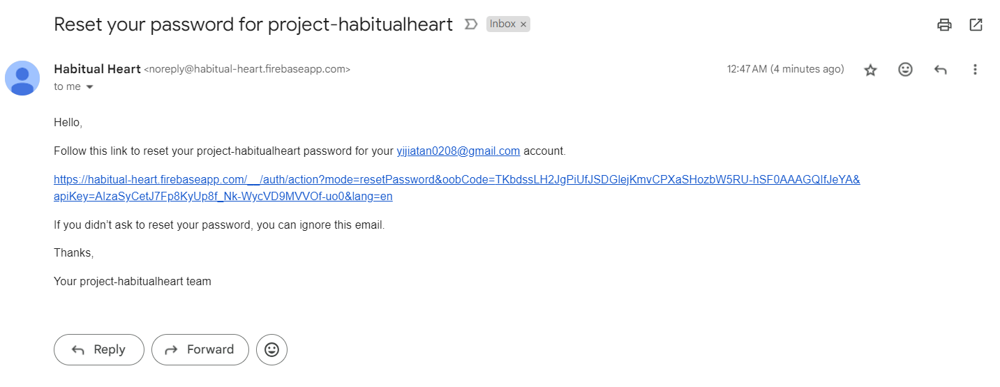 Reset your password for project-habitualheart Inbox ×
Habitual Heart <noreply@habitual-heart.firebaseapp.com> 12:47 AM (4 minutes ago)
to me
Hello,
Follow this link to reset your project-habitualheart password for your yijiatan0208@gmail.com account.
https://habitual-heart.firebaseapp.com/__/auth/action?mode=resetPassword&oobCode=TKbdssLH2JgPiUfJSDGlejKmvCPXaSHozbW5RU-hSF0AAAGQIfJeYA&
apiKey=AIzaSyCetJ7Fp8KyUp8f_Nk-WycVD9MVVOf-uo0&lang=en
If you didn’t ask to reset your password, you can ignore this email.
Thanks,
Your project-habitualheart team
Reply Forward